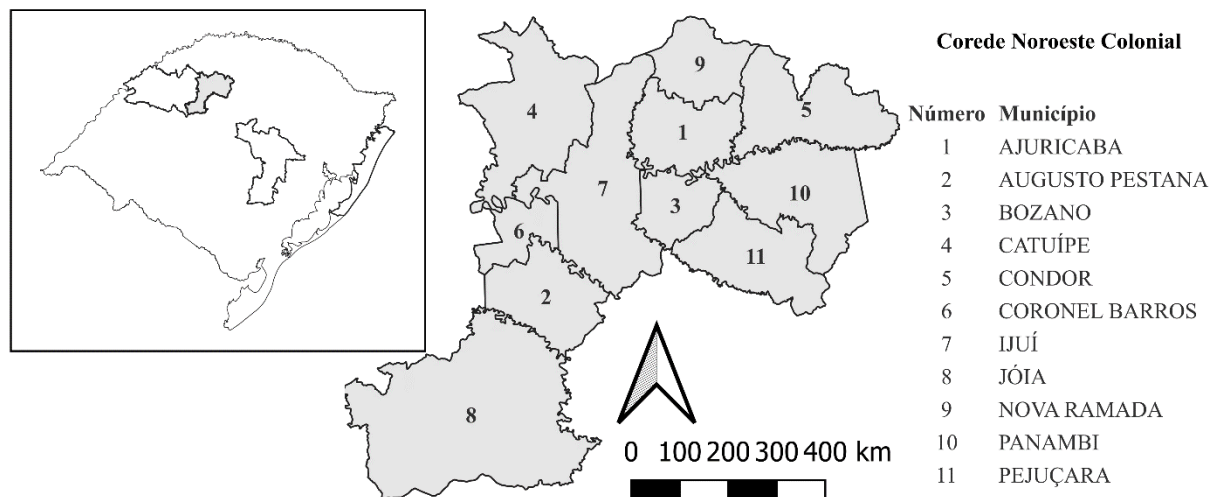 Corede Noroeste Colonial
Número Município
1 AJURICABA
2 AUGUSTO PESTANA
3 BOZANO
4 CATUÍPE
5 CONDOR
6 CORONEL BARROS
7 IJUÍ
8 JÓIA
9 NOVA RAMADA
10 PANAMBI
11 PEJUÇARA
9
4
5
1
7
10
3
6
11
2
8
0 100 200 300 400 km